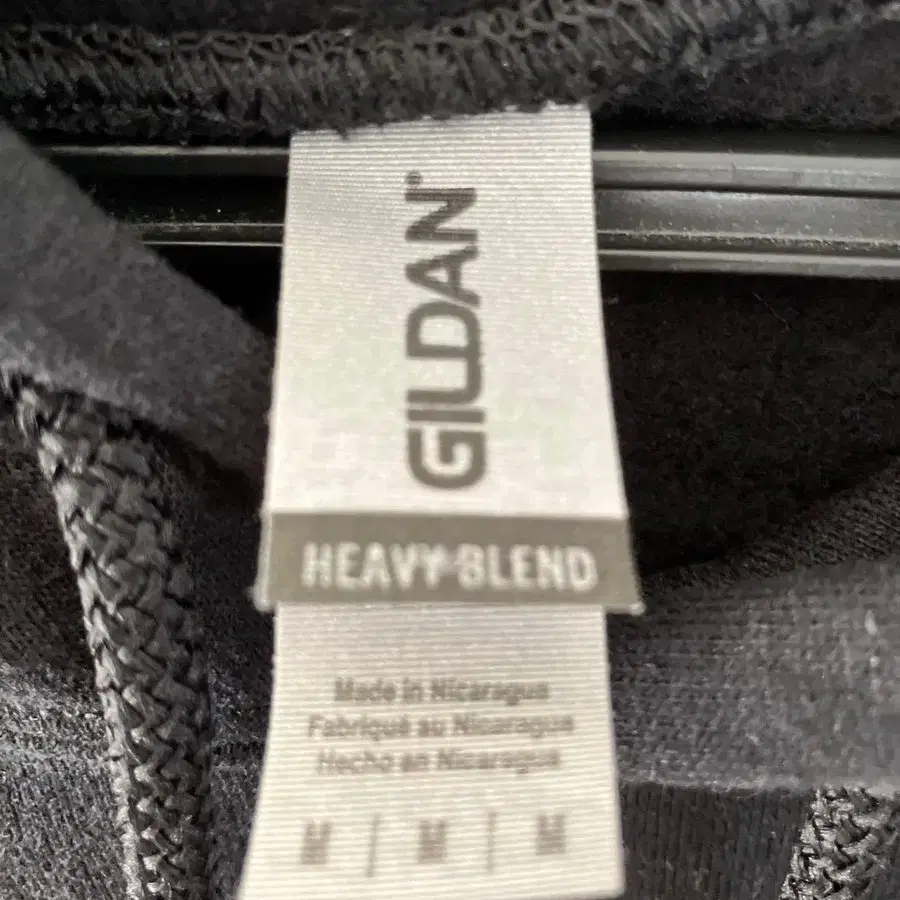 GILDAN®
HEAVY BLEND
Made in Nicaragua
Fabriqué au Nicaragua
Hecho en Nicaragua
M | M | M